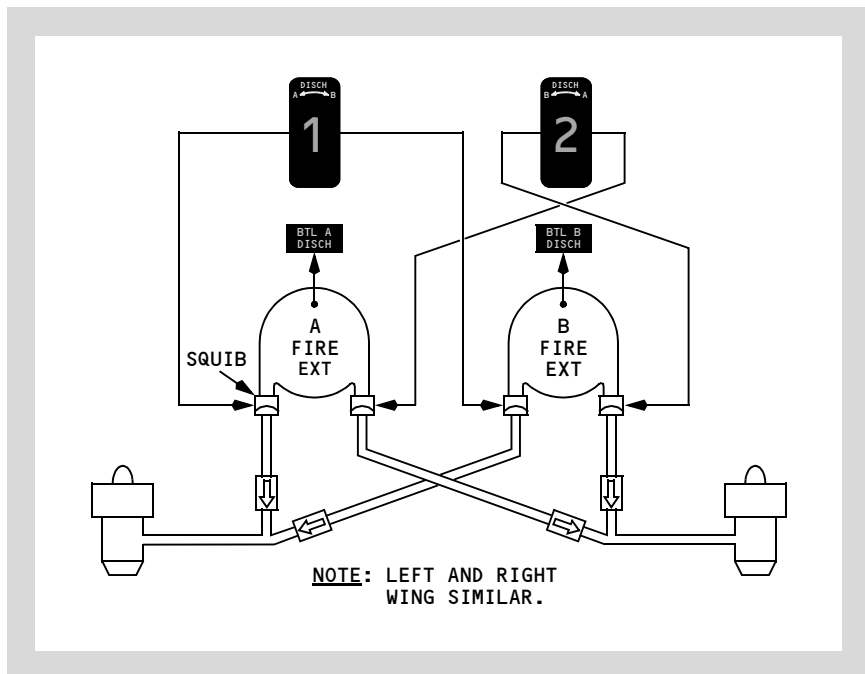 DISCH
A B
1
DISCH
B A
2
BTL A
DISCH
BTL B
DISCH
A
FIRE
EXT
B
FIRE
EXT
SQUIB
NOTE: LEFT AND RIGHT
WING SIMILAR.